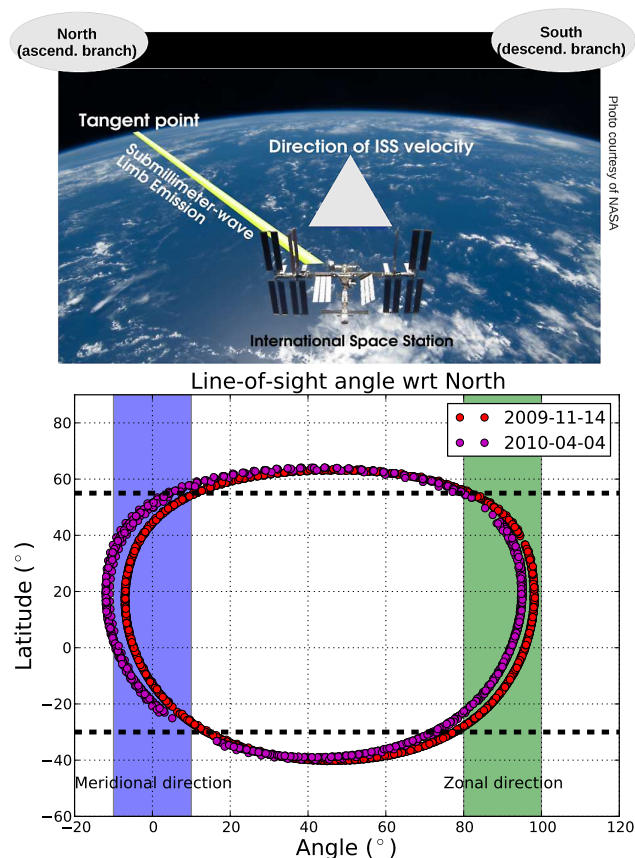 North
(ascend. branch)
South
(descend. branch)
Tangent point
Direction of ISS velocity
Submillimeter-wave
Limb Emission
International Space Station
Photo courtesy of NASA
Line-of-sight angle wrt North
2009-11-14
2010-04-04
80
60
40
20
0
−20
−40
−60
Latitude (°)
Meridional direction
Zonal direction
−20
0
20
40
60
80
100
120
Angle (°)